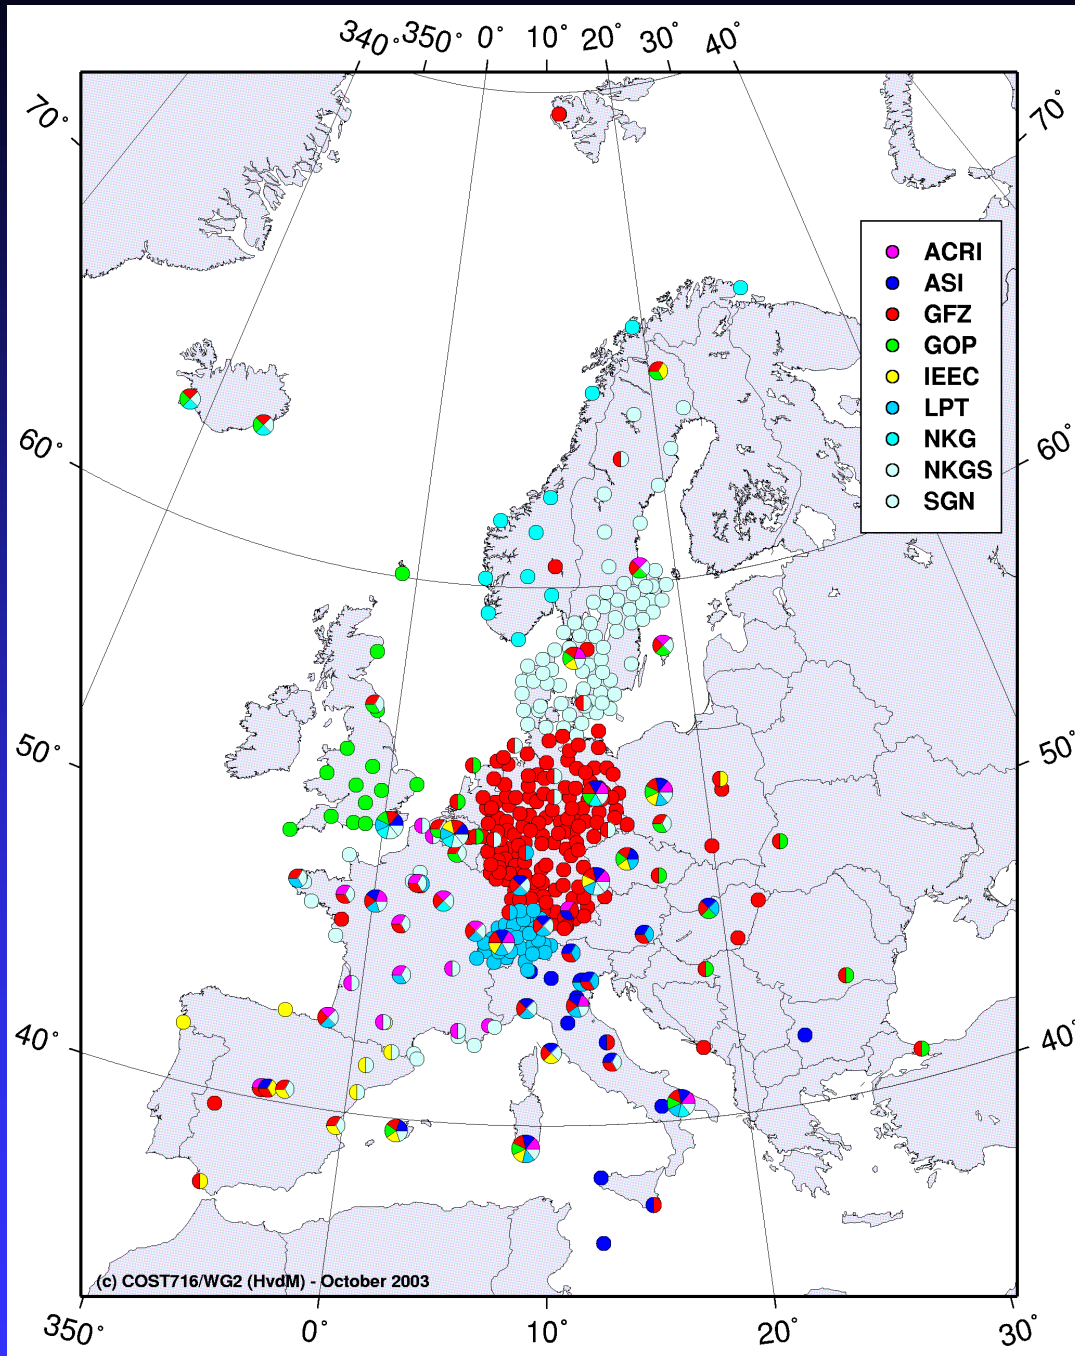 340° 350° 0° 10° 20° 30° 40°
70° 70°
ACRI
ASI
GFZ
GOP
IEEC
LPT
NKG
NKGS
SGN
60° 60°
50° 50°
40° 40°
(c) COST716/WG2 (HvdM) - October 2003
350° 0° 10° 20° 30°